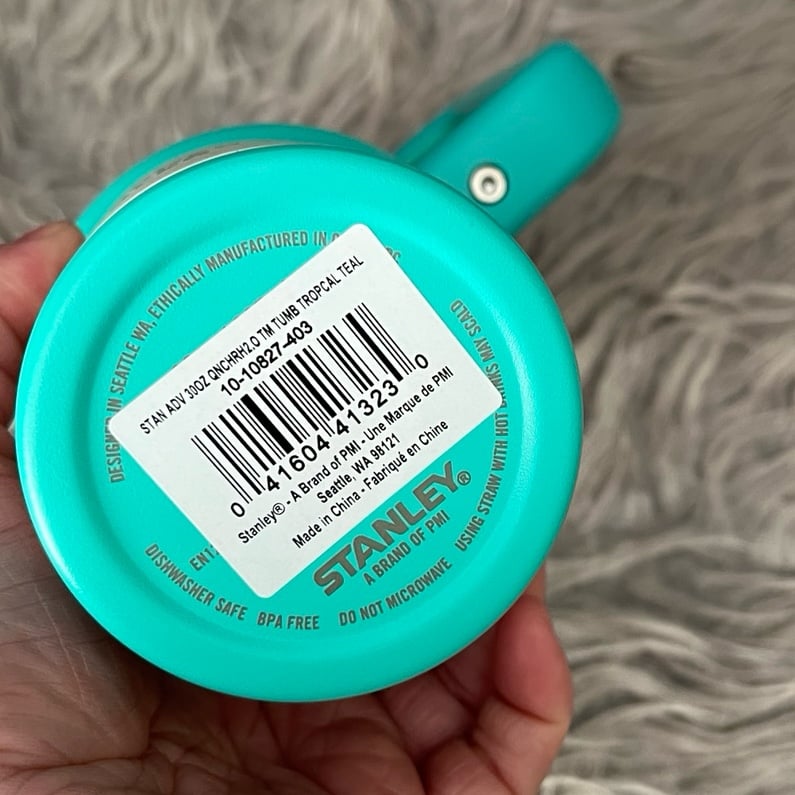 STAN ADV 30OZ QNCHRH2.O TM TUMB TROPCAL TEAL
10-10827-403
0 41604 41323 0
Stanley® - A Brand of PMI - Une Marque de PMI
Seattle, WA 98121
Made in China - Fabriqué en Chine
IN SEATTLE WA, ETHICALLY MANUFACTURED IN
STANLEY®
A BRAND OF PMI
DISHWASHER SAFE BPA FREE DO NOT MICROWAVE USING STRAW WITH HOT DRINKS MAY SCALD